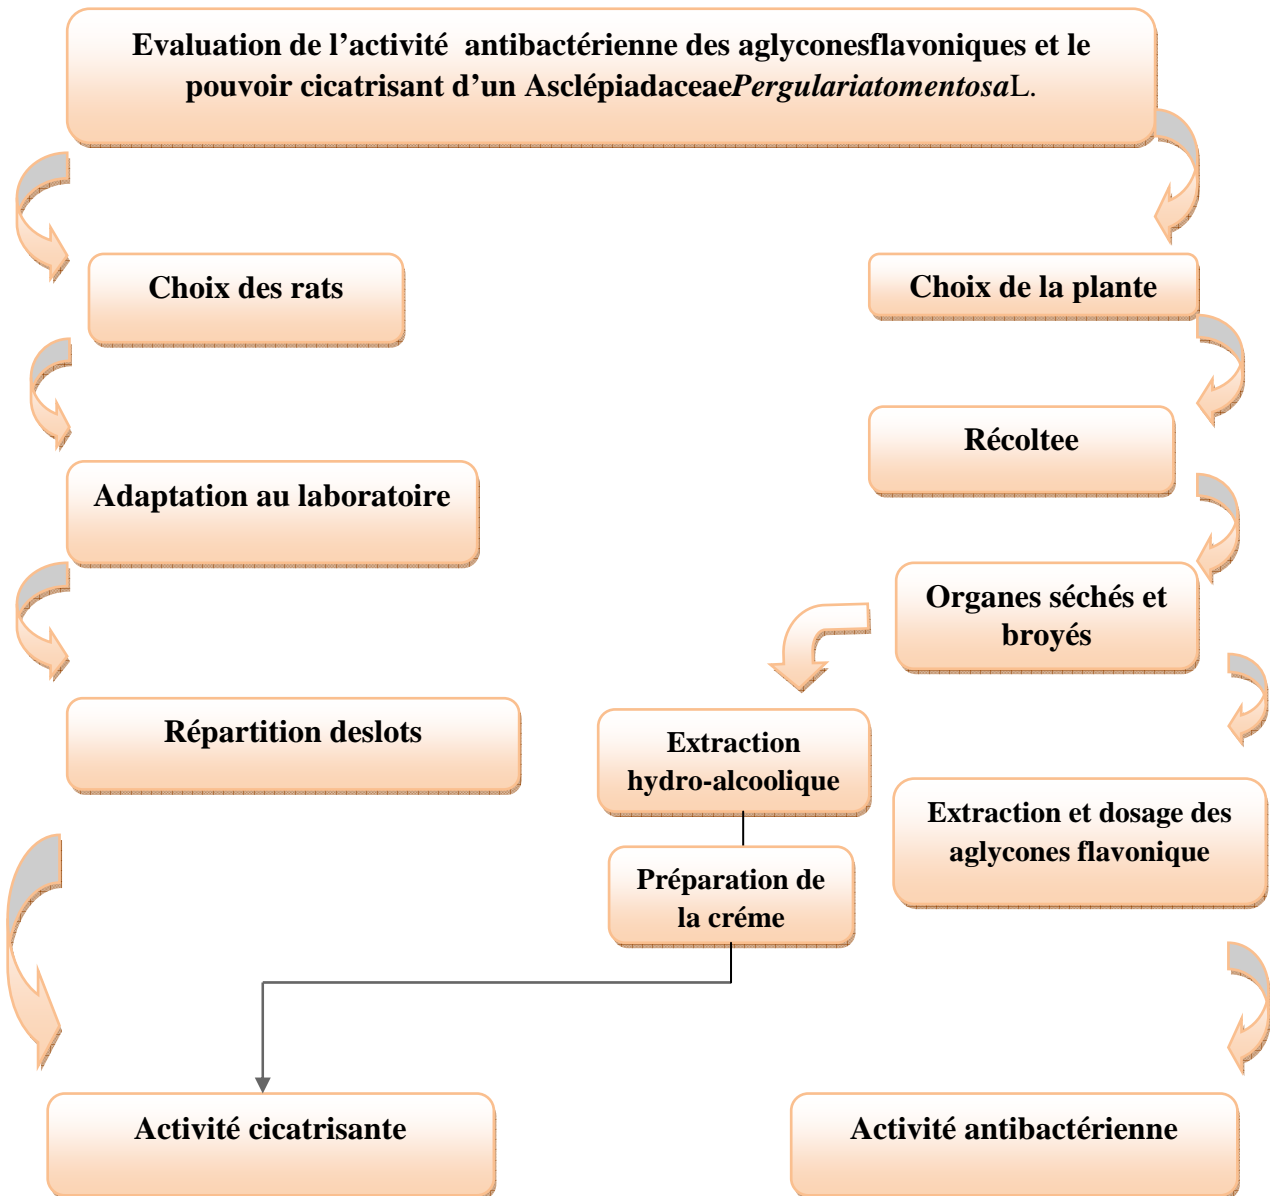 Evaluation de l’activité antibactérienne des aglyconesflavoniques et le
pouvoir cicatrisant d’un AsclépiadaceaePergulariatomentosaL.
Choix des rats
Choix de la plante
Récoltee
Adaptation au laboratoire
Organes séchés et
broyés
Répartition deslots
Extraction
hydro-alcoolique
Extraction et dosage des
aglycones flavonique
Préparation de
la créme
Activité cicatrisante
Activité antibactérienne